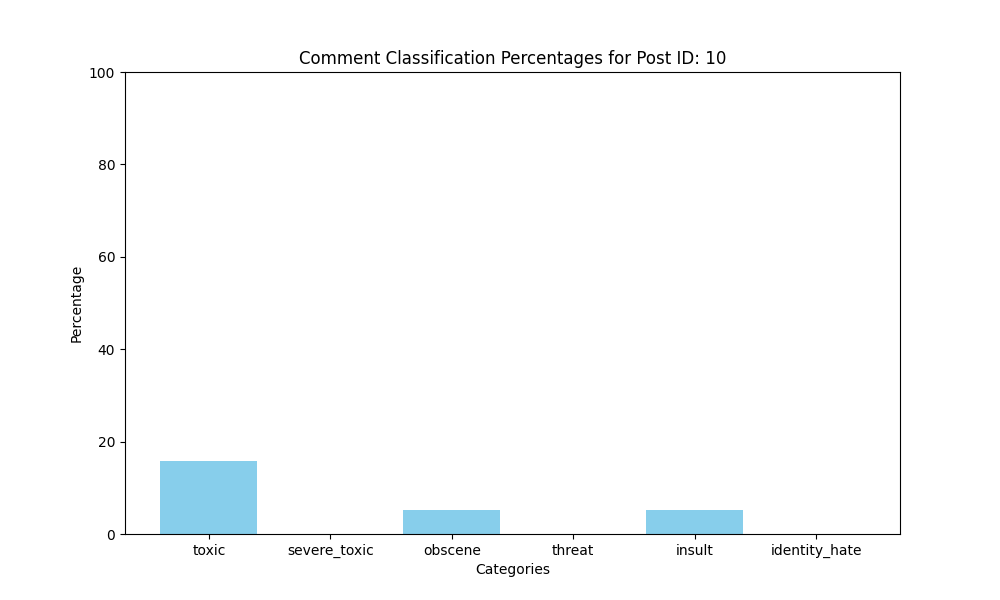 Comment Classification Percentages for Post ID: 10
100
80
60
40
20
0
Percentage
toxic severe_toxic obscene threat insult identity_hate
Categories